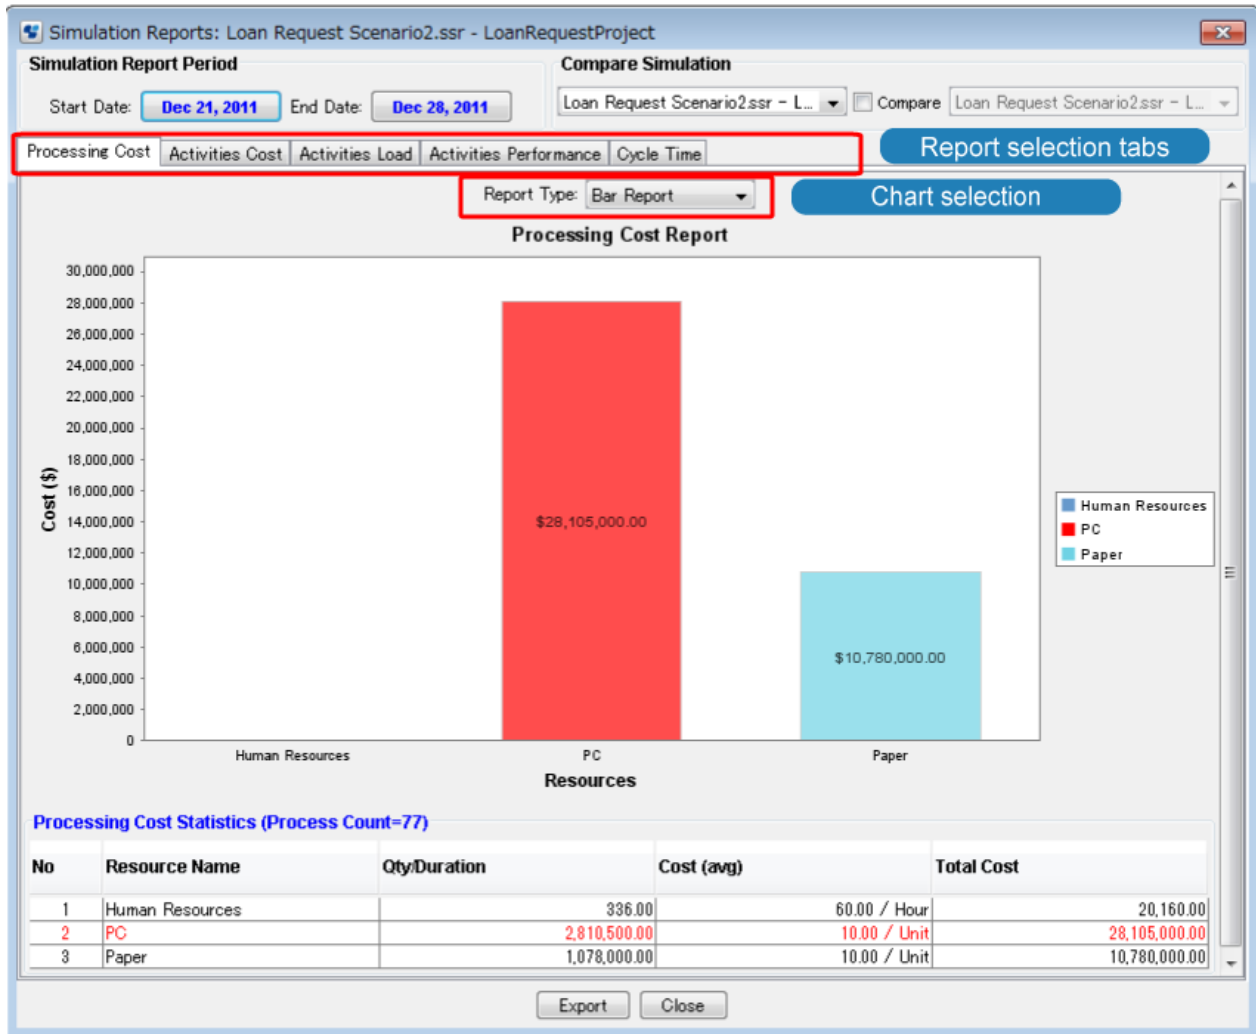 Simulation Reports: Loan Request Scenario2.ssr - LoanRequestProject
Simulation Report Period
Compare Simulation
Start Date: Dec 21, 2011 End Date: Dec 28, 2011
Loan Request Scenario2.ssr - L... Compare Loan Request Scenario2.ssr - L...
Processing Cost Activities Cost Activities Load Activities Performance Cycle Time
Report selection tabs
Report Type: Bar Report
Chart selection
Processing Cost Report
30,000,000
28,000,000
26,000,000
24,000,000
22,000,000
20,000,000
18,000,000
16,000,000
14,000,000
12,000,000
10,000,000
8,000,000
6,000,000
4,000,000
2,000,000
0
Cost ($)
$28,105,000.00
$10,780,000.00
Human Resources
PC
Paper
Human Resources PC Paper
Resources
Processing Cost Statistics (Process Count=77)
No Resource Name Qty/Duration Cost (avg) Total Cost
1 Human Resources 336.00 60.00 / Hour 20,160.00
2 PC 2,810,500.00 10.00 / Unit 28,105,000.00
3 Paper 1,078,000.00 10.00 / Unit 10,780,000.00
Export Close